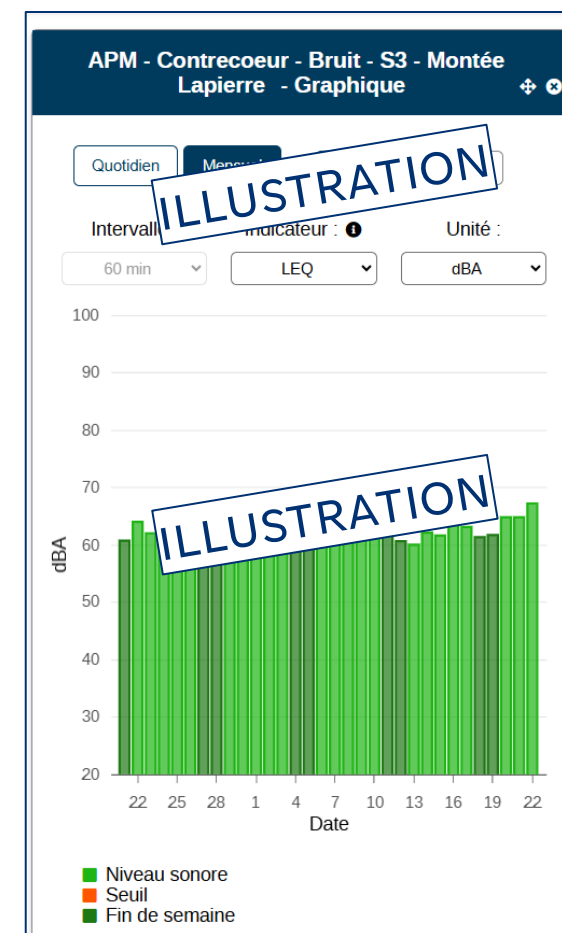 APM - Contrecoeur - Bruit - S3 - Montée
Lapierre - Graphique
Quotidien
ILLUSTRATION
Indicateur : Unité :
60 min LEQ dBA
100
90
80
70
60
50
40
30
20
dBA
ILLUSTRATION
22 25 28 1 4 7 10 13 16 19 22
Date
Niveau sonore
Seuil
Fin de semaine